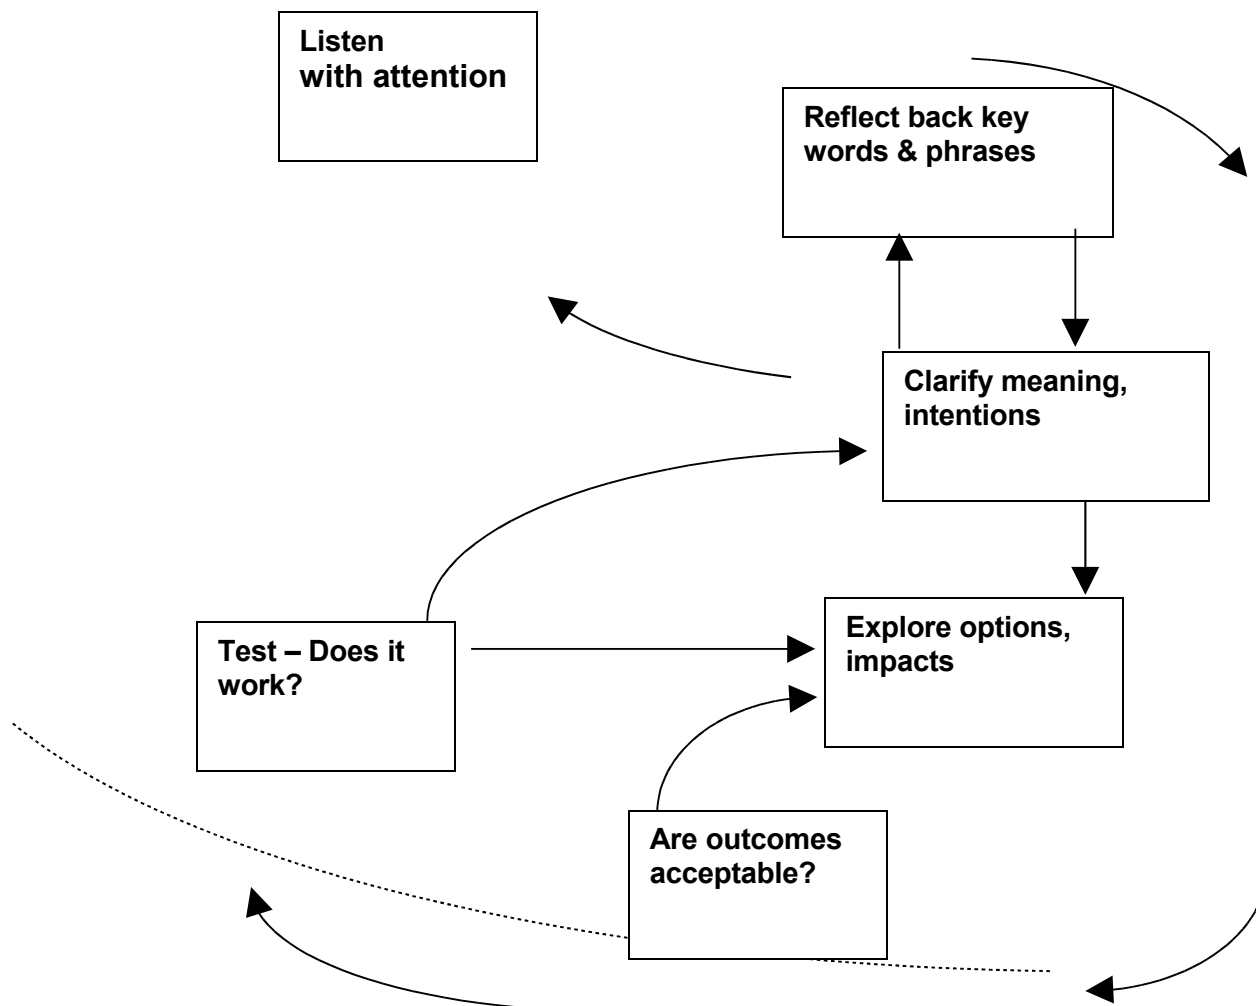 Listen
with attention
Reflect back key
words & phrases
Clarify meaning,
intentions
Explore options,
impacts
Test – Does it
work?
Are outcomes
acceptable?